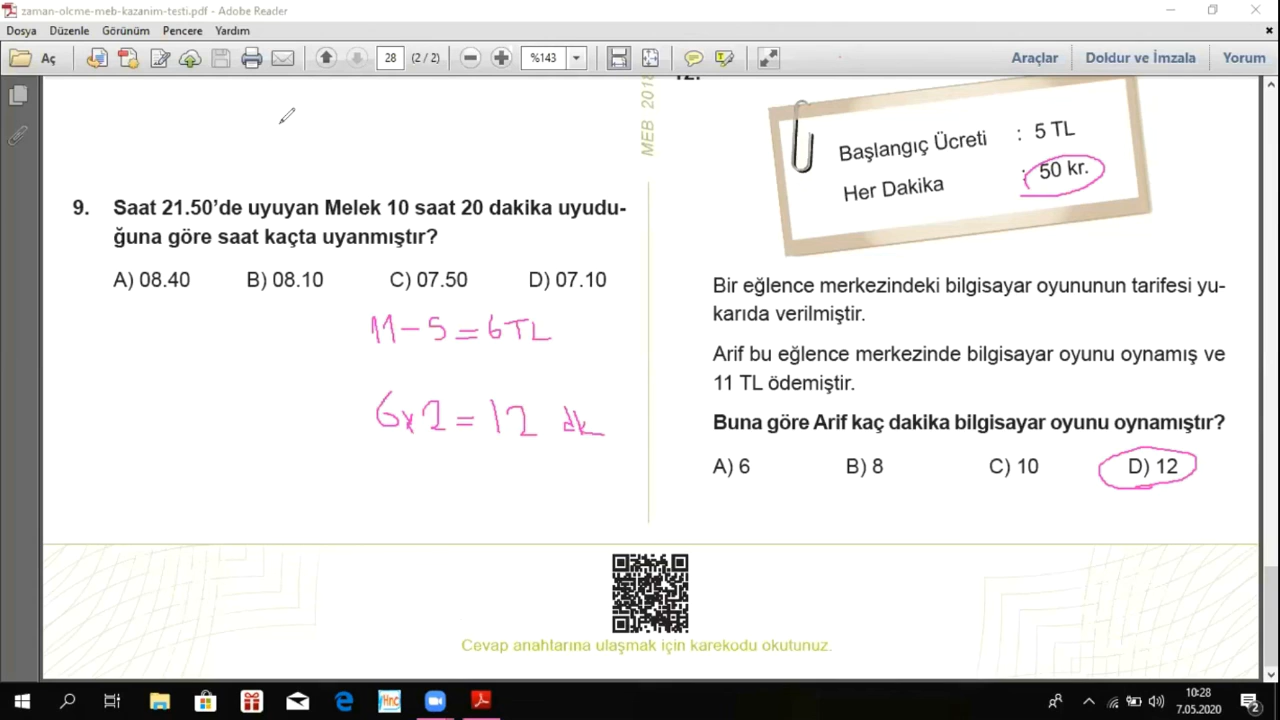 zaman-olcme-meb-kazanim-testi.pdf - Adobe Reader
Dosya Düzenle Görünüm Pencere Yardım
Aç 28 (2 / 2) %143 Araçlar Doldur ve İmzala Yorum
9. Saat 21.50’de uyuyan Melek 10 saat 20 dakika uyudu-
ğuna göre saat kaçta uyanmıştır?
A) 08.40 B) 08.10 C) 07.50 D) 07.10
11 - 5 = 6 TL
6 x 2 = 12 dk
MEB 2018
12.
Başlangıç Ücreti : 5 TL
Her Dakika : 50 kr.
Bir eğlence merkezindeki bilgisayar oyununun tarifesi yu-
karıda verilmiştir.
Arif bu eğlence merkezinde bilgisayar oyunu oynamış ve
11 TL ödemiştir.
Buna göre Arif kaç dakika bilgisayar oyunu oynamıştır?
A) 6 B) 8 C) 10 D) 12
Cevap anahtarına ulaşmak için karekodu okutunuz.
Hnc
10:28
7.05.2020
2